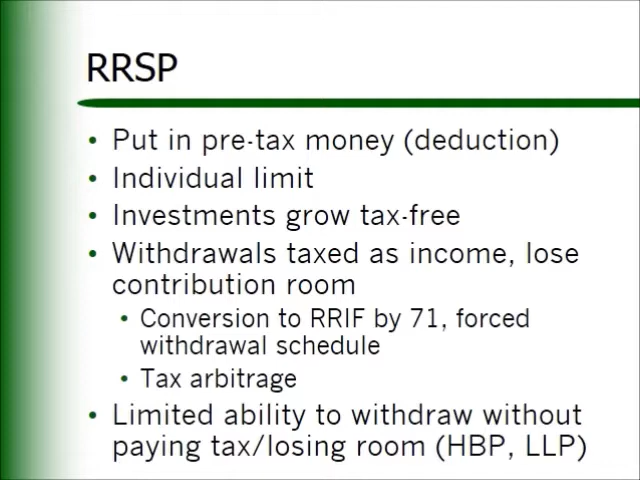 RRSP
• Put in pre-tax money (deduction)
• Individual limit
• Investments grow tax-free
• Withdrawals taxed as income, lose
contribution room
• Conversion to RRIF by 71, forced
withdrawal schedule
• Tax arbitrage
• Limited ability to withdraw without
paying tax/losing room (HBP, LLP)